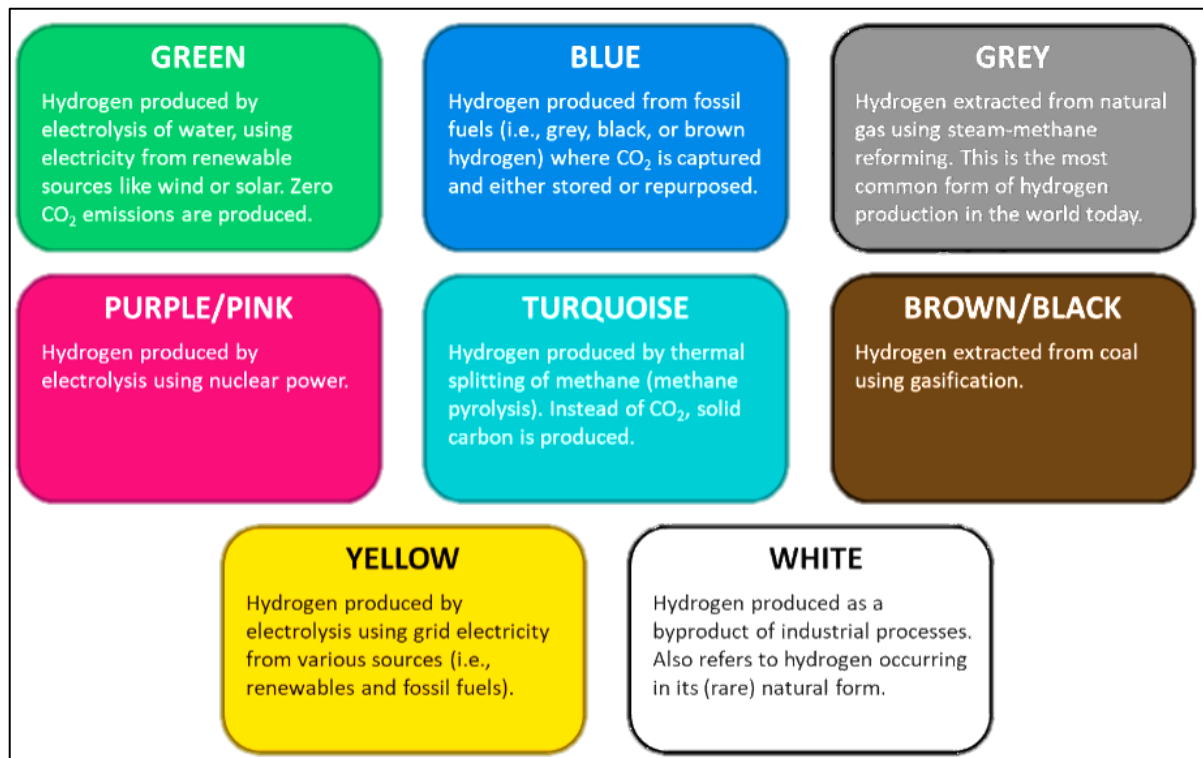 GREEN
Hydrogen produced by
electrolysis of water, using
electricity from renewable
sources like wind or solar. Zero
CO₂ emissions are produced.
BLUE
Hydrogen produced from fossil
fuels (i.e., grey, black, or brown
hydrogen) where CO₂ is captured
and either stored or repurposed.
GREY
Hydrogen extracted from natural
gas using steam-methane
reforming. This is the most
common form of hydrogen
production in the world today.
PURPLE/PINK
Hydrogen produced by
electrolysis using nuclear power.
TURQUOISE
Hydrogen produced by thermal
splitting of methane (methane
pyrolysis). Instead of CO₂, solid
carbon is produced.
BROWN/BLACK
Hydrogen extracted from coal
using gasification.
YELLOW
Hydrogen produced by
electrolysis using grid electricity
from various sources (i.e.,
renewables and fossil fuels).
WHITE
Hydrogen produced as a
byproduct of industrial processes.
Also refers to hydrogen occurring
in its (rare) natural form.